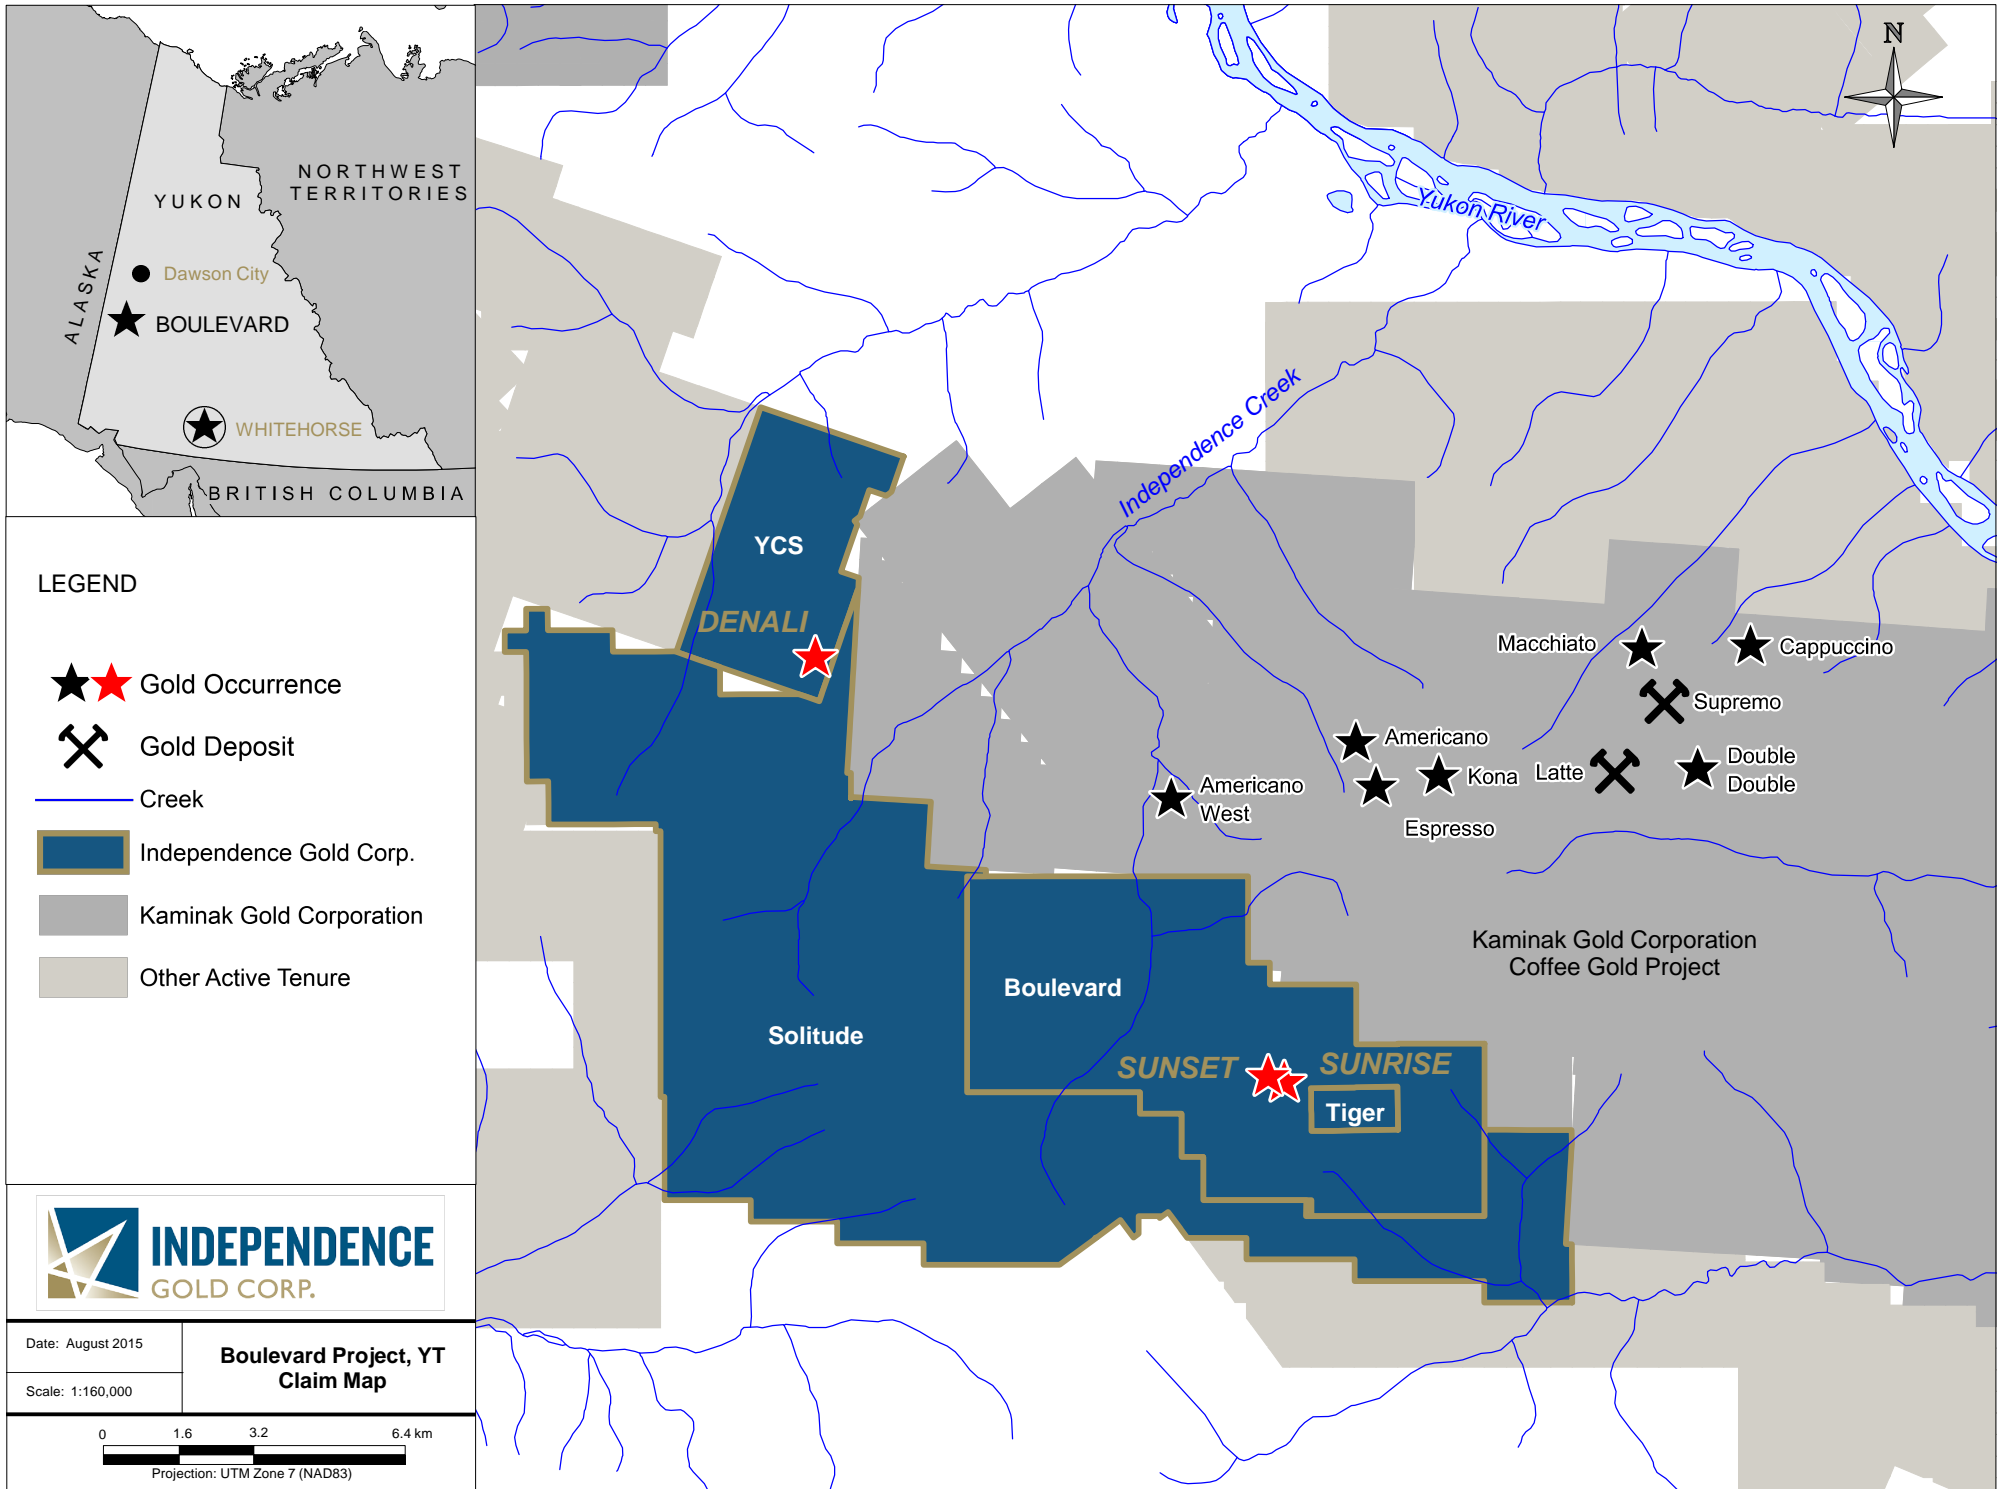 NORTHWEST
TERRITORIES
YUKON
ALASKA
Dawson City
BOULEVARD
WHITEHORSE
BRITISH COLUMBIA
LEGEND
Gold Occurrence
Gold Deposit
Creek
Independence Gold Corp.
Kaminak Gold Corporation
Other Active Tenure
INDEPENDENCE
GOLD CORP.
Date: August 2015
Scale: 1:160,000
Boulevard Project, YT
Claim Map
0 1.6 3.2 6.4 km
Projection: UTM Zone 7 (NAD83)
N
Yukon River
Independence Creek
YCS
DENALI
Macchiato
Cappuccino
Supremo
Americano
Kona
Latte
Double
Double
Americano
West
Espresso
Kaminak Gold Corporation
Coffee Gold Project
Boulevard
Solitude
SUNSET
SUNRISE
Tiger